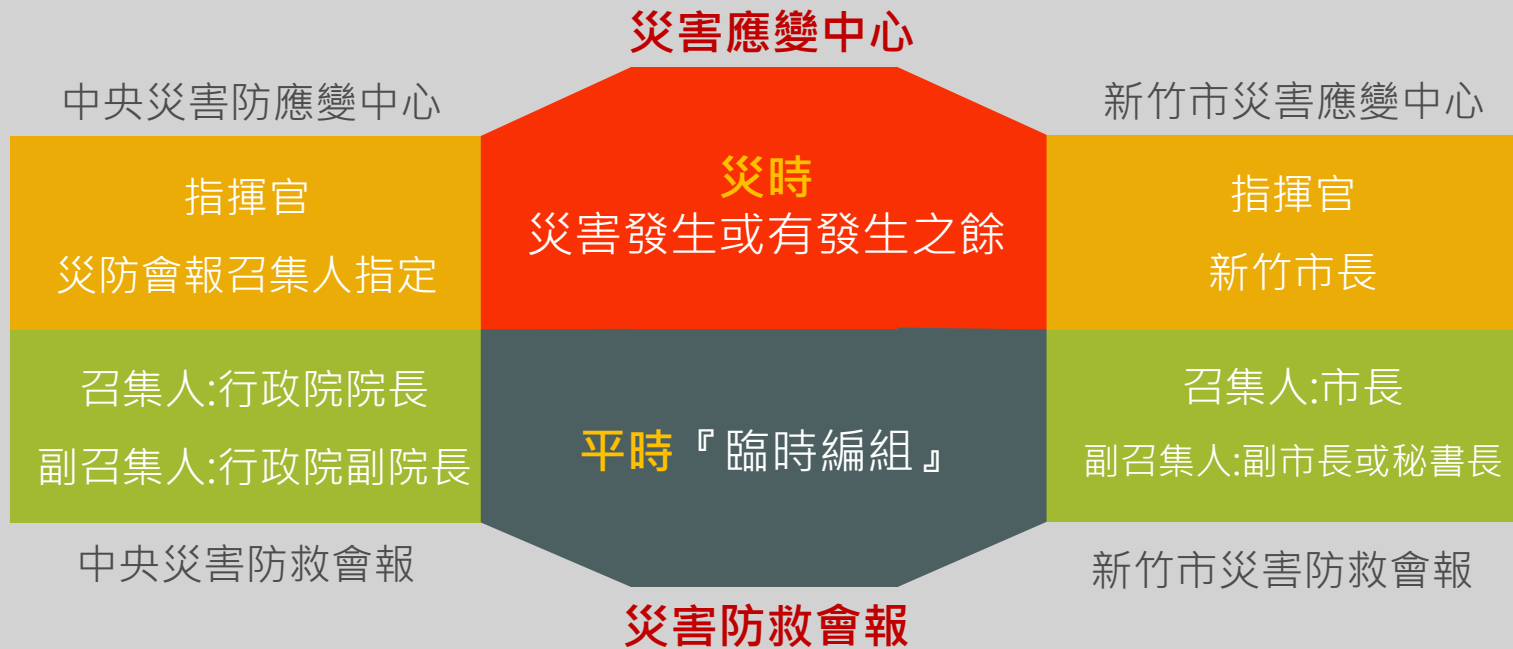 災害應變中心
中央災害防應變中心
新竹市災害應變中心
指揮官
災防會報召集人指定
災時
災害發生或有發生之餘
指揮官
新竹市長
召集人:行政院院長
副召集人:行政院副院長
平時『臨時編組』
召集人:市長
副召集人:副市長或秘書長
中央災害防救會報
新竹市災害防救會報
災害防救會報